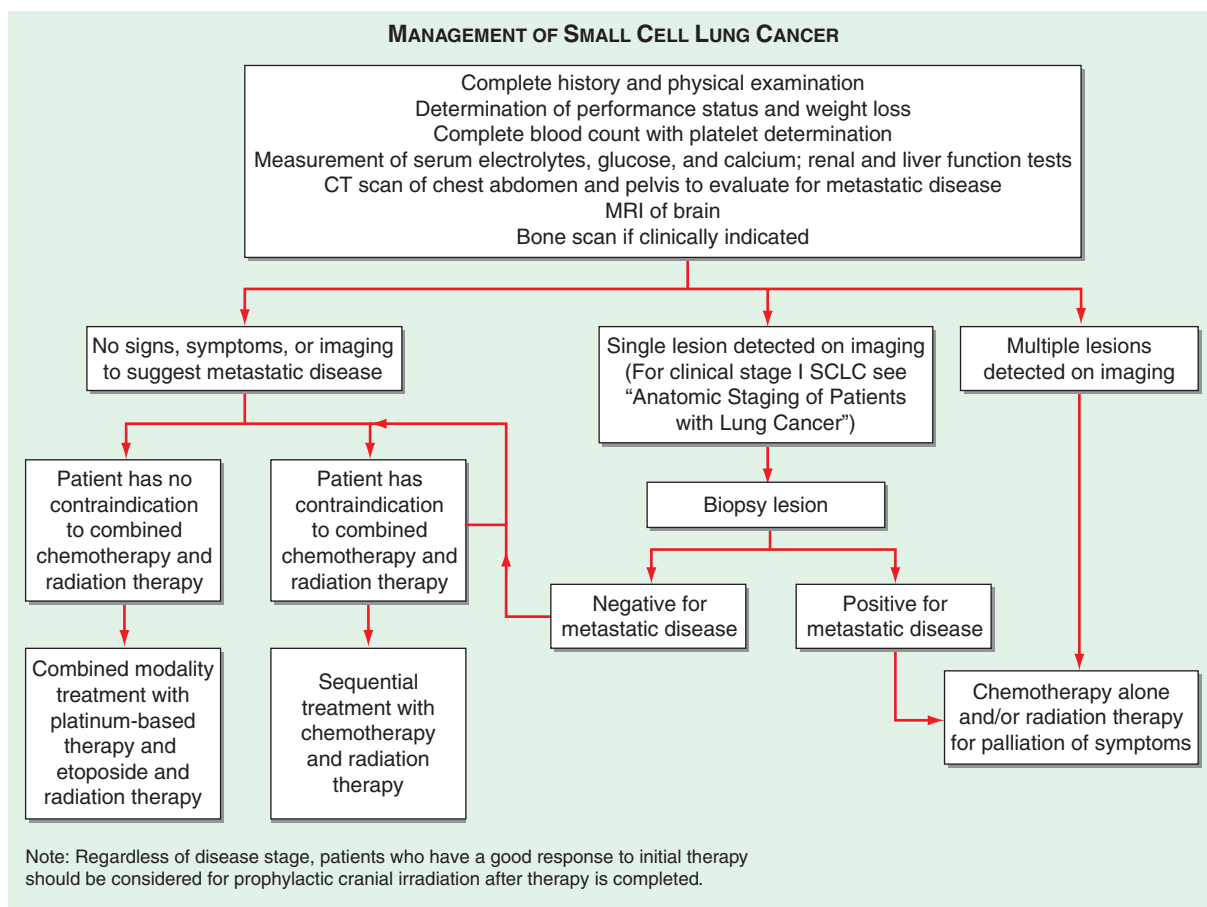 MANAGEMENT OF SMALL CELL LUNG CANCER
Complete history and physical examination
Determination of performance status and weight loss
Complete blood count with platelet determination
Measurement of serum electrolytes, glucose, and calcium; renal and liver function tests
CT scan of chest abdomen and pelvis to evaluate for metastatic disease
MRI of brain
Bone scan if clinically indicated
No signs, symptoms, or imaging
to suggest metastatic disease
Single lesion detected on imaging
(For clinical stage I SCLC see
“Anatomic Staging of Patients
with Lung Cancer”)
Multiple lesions
detected on imaging
Patient has no
contraindication
to combined
chemotherapy and
radiation therapy
Patient has
contraindication
to combined
chemotherapy and
radiation therapy
Biopsy lesion
Negative for
metastatic disease
Positive for
metastatic disease
Combined modality
treatment with
platinum-based
therapy and
etoposide and
radiation therapy
Sequential
treatment with
chemotherapy
and radiation
therapy
Chemotherapy alone
and/or radiation therapy
for palliation of symptoms
Note: Regardless of disease stage, patients who have a good response to initial therapy
should be considered for prophylactic cranial irradiation after therapy is completed.